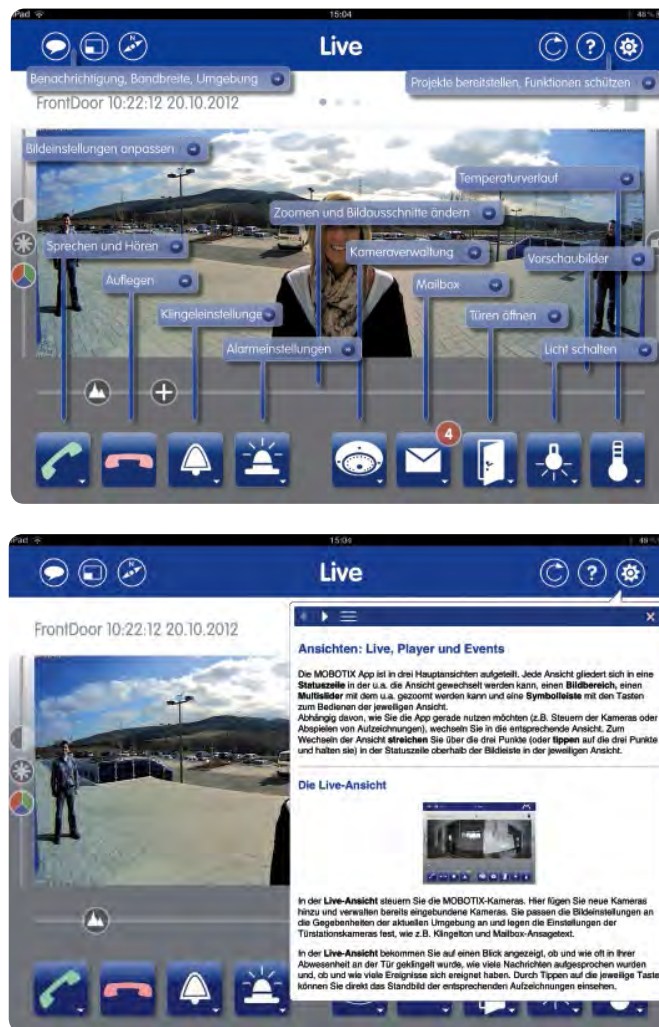 iPad 15:04 48%
Live
Benachrichtigung, Bandbreite, Umgebung
Projekte bereitstellen, Funktionen schützen
FrontDoor 10:22:12 20.10.2012
Bildeinstellungen anpassen
Temperaturverlauf
Zoomen und Bildausschnitte ändern
Sprechen und Hören
Kameraverwaltung
Vorschaubilder
Auflegen
Mailbox
Klingeleinstellunge
Türen öffnen
Alarmeinstellungen
Licht schalten
4
iPad 15:04 49%
N
Live
FrontDoor 10:22:12 20.10.2012
Ansichten: Live, Player und Events
Die MOBOTIX App ist in drei Hauptansichten aufgeteilt. Jede Ansicht gliedert sich in eine
Statuszeile in der u.a. die Ansicht gewechselt werden kann, einen Bildbereich, einen
Multislider mit dem u.a. gezoomt werden kann und eine Symbolleiste mit den Tasten
zum Bedienen der jeweiligen Ansicht.
Abhängig davon, wie Sie die App gerade nutzen möchten (z.B. Steuern der Kameras oder
Abspielen von Aufzeichnungen), wechseln Sie in die entsprechende Ansicht. Zum
Wechseln der Ansicht streichen Sie über die drei Punkte (oder tippen auf die drei Punkte
und halten sie) in der Statuszeile oberhalb der Bildleiste in der jeweiligen Ansicht.
Die Live-Ansicht
In der Live-Ansicht steuern Sie die MOBOTIX-Kameras. Hier fügen Sie neue Kameras
hinzu und verwalten bereits eingebundene Kameras. Sie passen die Bildeinstellungen an
die Gegebenheiten der aktuellen Umgebung an und legen die Einstellungen der
Türstationskameras fest, wie z.B. Klingelton und Mailbox-Ansagetext.
In der Live-Ansicht bekommen Sie auf einen Blick angezeigt, ob und wie oft in Ihrer
Abwesenheit an der Tür geklingelt wurde, wie viele Nachrichten aufgesprochen wurden
und, ob und wie viele Ereignisse sich ereignet haben. Durch Tippen auf die jeweilige Taste
können Sie direkt das Standbild der entsprechenden Aufzeichnungen einsehen.